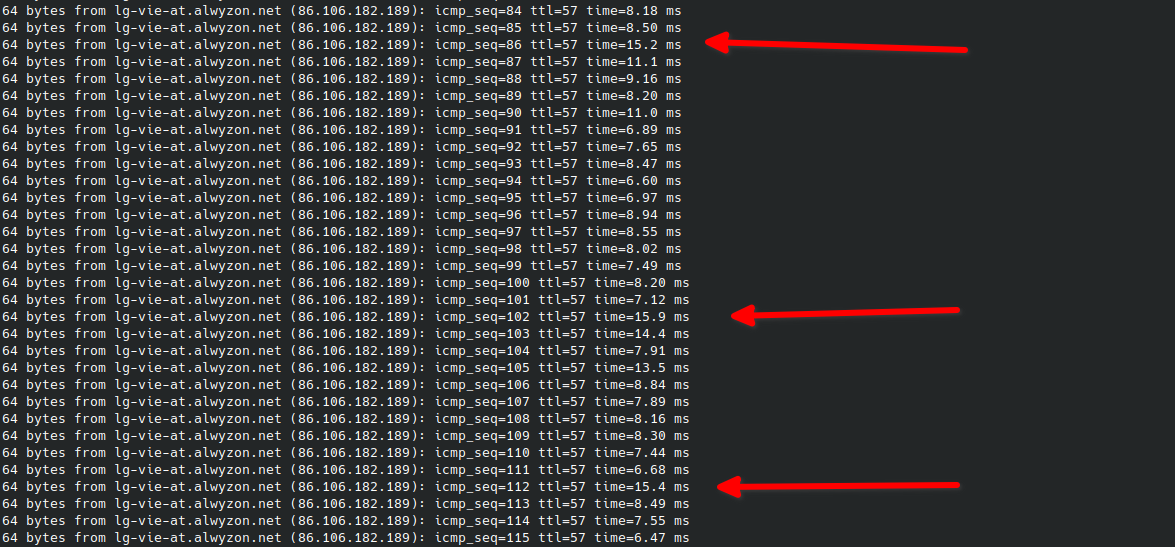 64 bytes from lg-vie-at.alwyzon.net (86.106.182.189): icmp_seq=84 ttl=57 time=8.18 ms
64 bytes from lg-vie-at.alwyzon.net (86.106.182.189): icmp_seq=85 ttl=57 time=8.50 ms
64 bytes from lg-vie-at.alwyzon.net (86.106.182.189): icmp_seq=86 ttl=57 time=15.2 ms
64 bytes from lg-vie-at.alwyzon.net (86.106.182.189): icmp_seq=87 ttl=57 time=11.1 ms
64 bytes from lg-vie-at.alwyzon.net (86.106.182.189): icmp_seq=88 ttl=57 time=9.16 ms
64 bytes from lg-vie-at.alwyzon.net (86.106.182.189): icmp_seq=89 ttl=57 time=8.20 ms
64 bytes from lg-vie-at.alwyzon.net (86.106.182.189): icmp_seq=90 ttl=57 time=11.0 ms
64 bytes from lg-vie-at.alwyzon.net (86.106.182.189): icmp_seq=91 ttl=57 time=6.89 ms
64 bytes from lg-vie-at.alwyzon.net (86.106.182.189): icmp_seq=92 ttl=57 time=7.65 ms
64 bytes from lg-vie-at.alwyzon.net (86.106.182.189): icmp_seq=93 ttl=57 time=8.47 ms
64 bytes from lg-vie-at.alwyzon.net (86.106.182.189): icmp_seq=94 ttl=57 time=6.60 ms
64 bytes from lg-vie-at.alwyzon.net (86.106.182.189): icmp_seq=95 ttl=57 time=6.97 ms
64 bytes from lg-vie-at.alwyzon.net (86.106.182.189): icmp_seq=96 ttl=57 time=8.94 ms
64 bytes from lg-vie-at.alwyzon.net (86.106.182.189): icmp_seq=97 ttl=57 time=8.55 ms
64 bytes from lg-vie-at.alwyzon.net (86.106.182.189): icmp_seq=98 ttl=57 time=8.02 ms
64 bytes from lg-vie-at.alwyzon.net (86.106.182.189): icmp_seq=99 ttl=57 time=7.49 ms
64 bytes from lg-vie-at.alwyzon.net (86.106.182.189): icmp_seq=100 ttl=57 time=8.20 ms
64 bytes from lg-vie-at.alwyzon.net (86.106.182.189): icmp_seq=101 ttl=57 time=7.12 ms
64 bytes from lg-vie-at.alwyzon.net (86.106.182.189): icmp_seq=102 ttl=57 time=15.9 ms
64 bytes from lg-vie-at.alwyzon.net (86.106.182.189): icmp_seq=103 ttl=57 time=14.4 ms
64 bytes from lg-vie-at.alwyzon.net (86.106.182.189): icmp_seq=104 ttl=57 time=7.91 ms
64 bytes from lg-vie-at.alwyzon.net (86.106.182.189): icmp_seq=105 ttl=57 time=13.5 ms
64 bytes from lg-vie-at.alwyzon.net (86.106.182.189): icmp_seq=106 ttl=57 time=8.84 ms
64 bytes from lg-vie-at.alwyzon.net (86.106.182.189): icmp_seq=107 ttl=57 time=7.89 ms
64 bytes from lg-vie-at.alwyzon.net (86.106.182.189): icmp_seq=108 ttl=57 time=8.16 ms
64 bytes from lg-vie-at.alwyzon.net (86.106.182.189): icmp_seq=109 ttl=57 time=8.30 ms
64 bytes from lg-vie-at.alwyzon.net (86.106.182.189): icmp_seq=110 ttl=57 time=7.44 ms
64 bytes from lg-vie-at.alwyzon.net (86.106.182.189): icmp_seq=111 ttl=57 time=6.68 ms
64 bytes from lg-vie-at.alwyzon.net (86.106.182.189): icmp_seq=112 ttl=57 time=15.4 ms
64 bytes from lg-vie-at.alwyzon.net (86.106.182.189): icmp_seq=113 ttl=57 time=8.49 ms
64 bytes from lg-vie-at.alwyzon.net (86.106.182.189): icmp_seq=114 ttl=57 time=7.55 ms
64 bytes from lg-vie-at.alwyzon.net (86.106.182.189): icmp_seq=115 ttl=57 time=6.47 ms